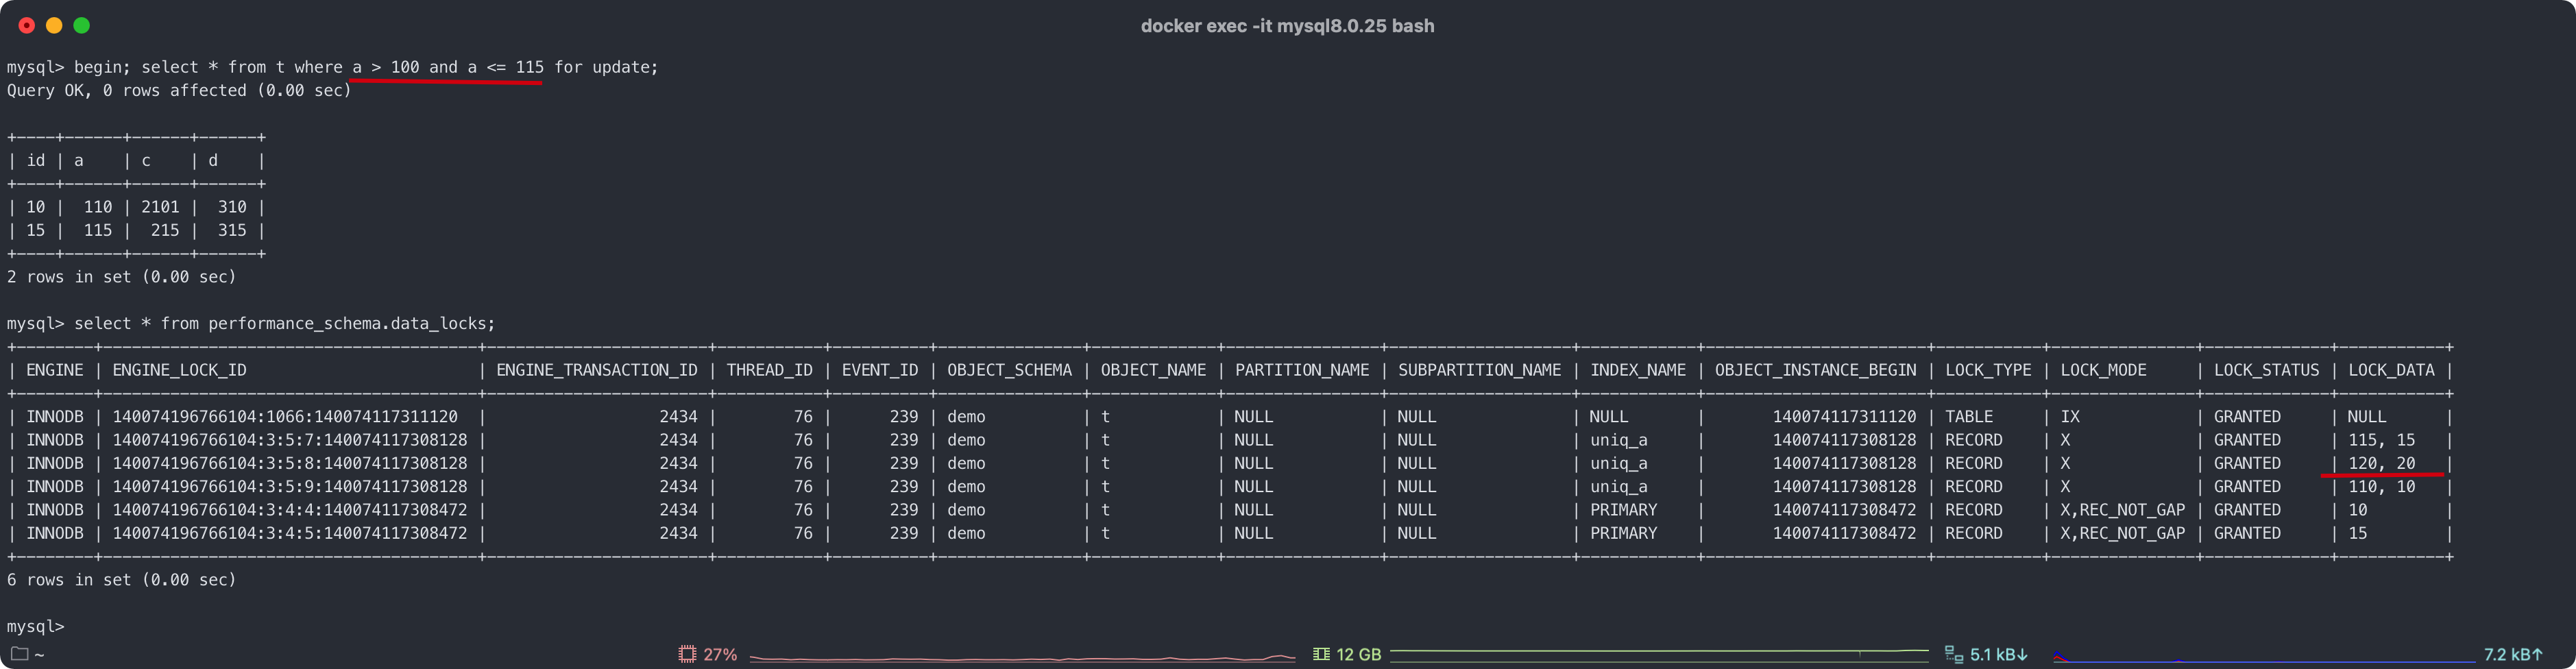 docker exec -it mysql8.0.25 bash
mysql> begin; select * from t where a > 100 and a <= 115 for update;
Query OK, 0 rows affected (0.00 sec)
+----+------+------+------+
| id | a    | c    | d    |
+----+------+------+------+
| 10 |  110 | 2101 |  310 |
| 15 |  115 |  215 |  315 |
+----+------+------+------+
2 rows in set (0.00 sec)
mysql> select * from performance_schema.data_locks;
+--------+----------------------------------------+-----------------------+-----------+----------+---------------+-------------+----------------+-------------------+------------+-----------------------+-----------+---------------+-------------+-----------+
| ENGINE | ENGINE_LOCK_ID                         | ENGINE_TRANSACTION_ID | THREAD_ID | EVENT_ID | OBJECT_SCHEMA | OBJECT_NAME | PARTITION_NAME | SUBPARTITION_NAME | INDEX_NAME | OBJECT_INSTANCE_BEGIN | LOCK_TYPE | LOCK_MODE     | LOCK_STATUS | LOCK_DATA |
+--------+----------------------------------------+-----------------------+-----------+----------+---------------+-------------+----------------+-------------------+------------+-----------------------+-----------+---------------+-------------+-----------+
| INNODB | 140074196766104:1066:140074117311120   |                  2434 |        76 |      239 | demo          | t           | NULL           | NULL              | NULL       |       140074117311120 | TABLE     | IX            | GRANTED     | NULL      |
| INNODB | 140074196766104:3:5:7:140074117308128 |                  2434 |        76 |      239 | demo          | t           | NULL           | NULL              | uniq_a     |       140074117308128 | RECORD    | X             | GRANTED     | 115, 15   |
| INNODB | 140074196766104:3:5:8:140074117308128 |                  2434 |        76 |      239 | demo          | t           | NULL           | NULL              | uniq_a     |       140074117308128 | RECORD    | X             | GRANTED     | 120, 20   |
| INNODB | 140074196766104:3:5:9:140074117308128 |                  2434 |        76 |      239 | demo          | t           | NULL           | NULL              | uniq_a     |       140074117308128 | RECORD    | X             | GRANTED     | 110, 10   |
| INNODB | 140074196766104:3:4:4:140074117308472 |                  2434 |        76 |      239 | demo          | t           | NULL           | NULL              | PRIMARY    |       140074117308472 | RECORD    | X,REC_NOT_GAP | GRANTED     | 10        |
| INNODB | 140074196766104:3:4:5:140074117308472 |                  2434 |        76 |      239 | demo          | t           | NULL           | NULL              | PRIMARY    |       140074117308472 | RECORD    | X,REC_NOT_GAP | GRANTED     | 15        |
+--------+----------------------------------------+-----------------------+-----------+----------+---------------+-------------+----------------+-------------------+------------+-----------------------+-----------+---------------+-------------+-----------+
6 rows in set (0.00 sec)
mysql>
~ 27% 12 GB 5.1 kB↓ 7.2 kB↑